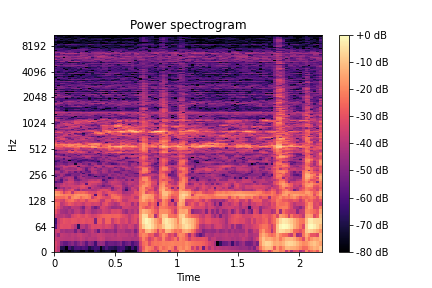 Power spectrogram
8192
4096
2048
1024
512
256
128
64
0
Hz
0
0.5
1
1.5
2
Time
+0 dB
-10 dB
-20 dB
-30 dB
-40 dB
-50 dB
-60 dB
-70 dB
-80 dB